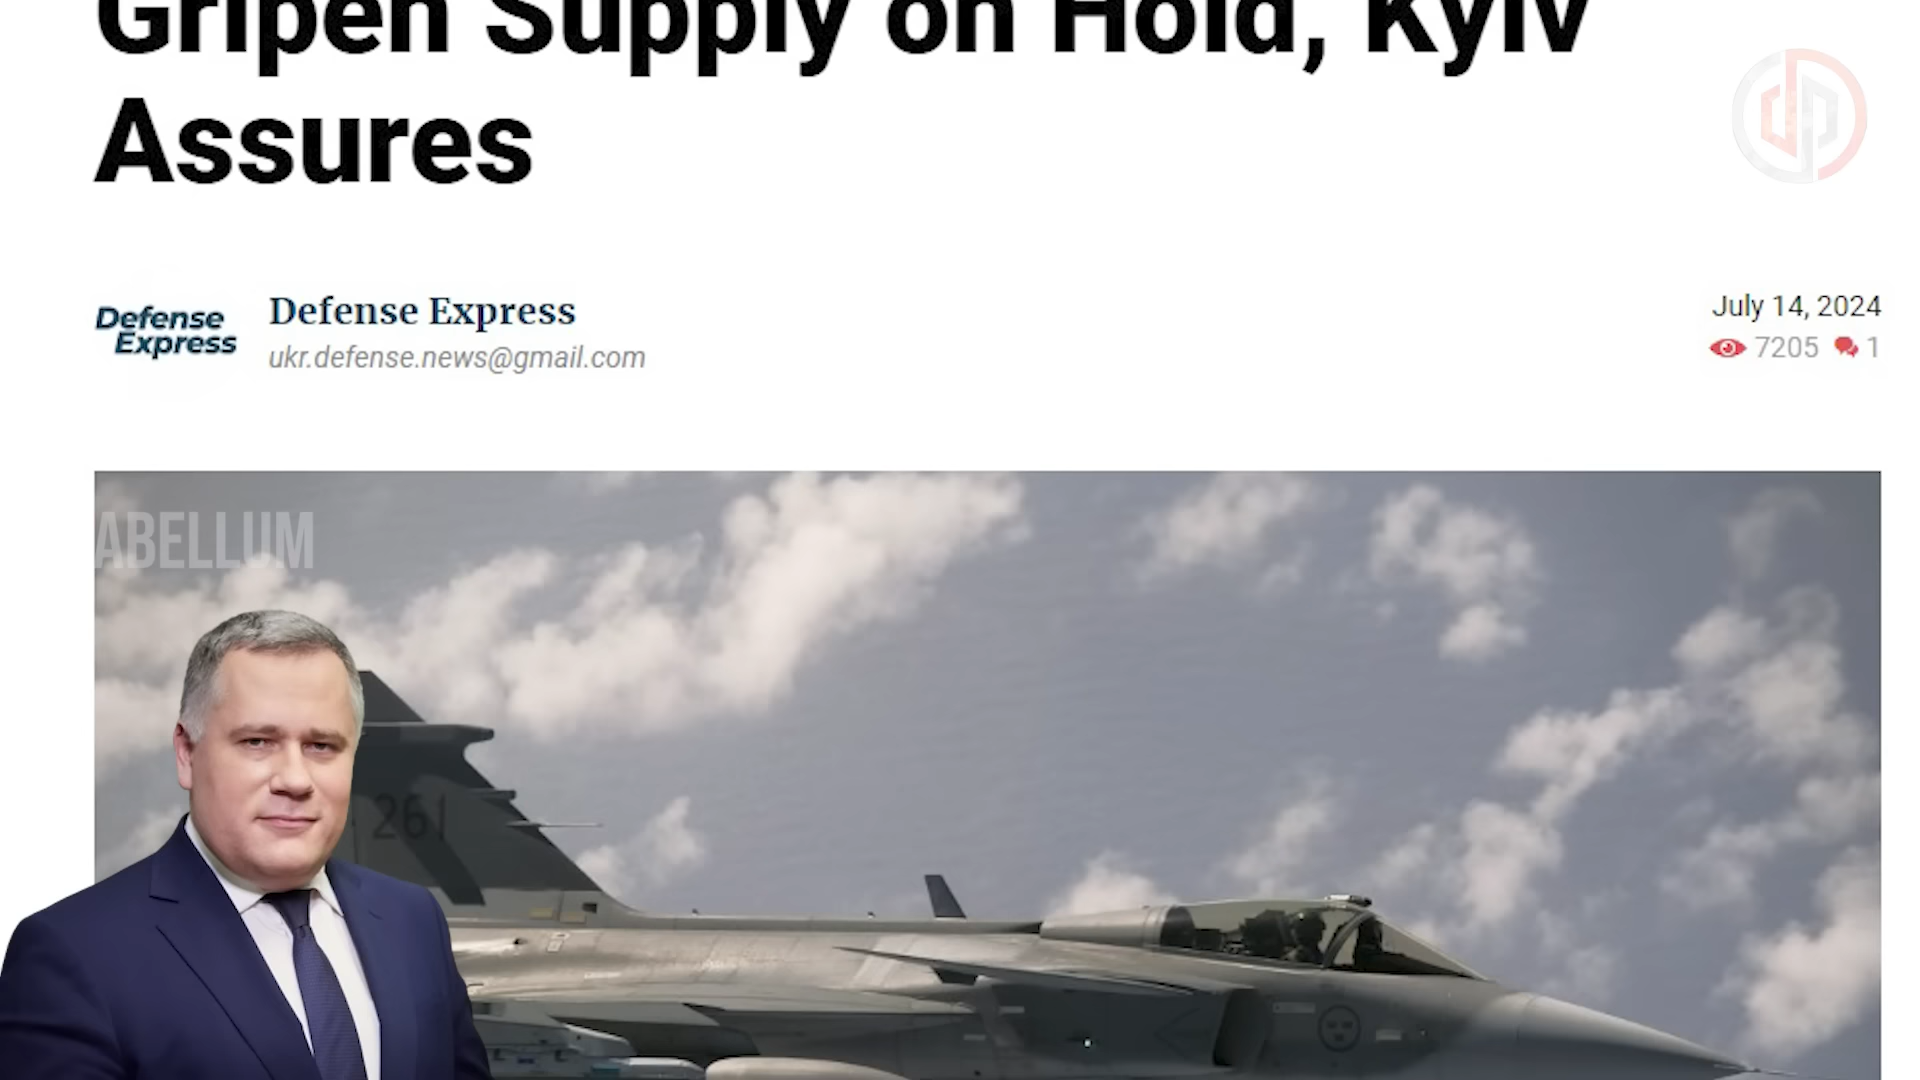 Gripen Supply on Hold, Kyiv
Assures
Defense
Express
Defense Express
ukr.defense.news@gmail.com
July 14, 2024
7205 1
ABELLUM
261